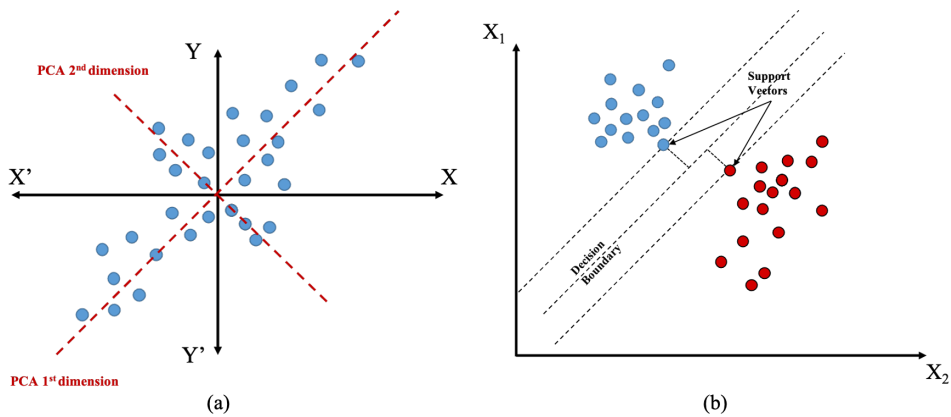 Y
PCA 2nd dimension
X'
X
Y'
PCA 1st dimension
(a)
X1
Support
Vectors
Decision
Boundary
X2
(b)